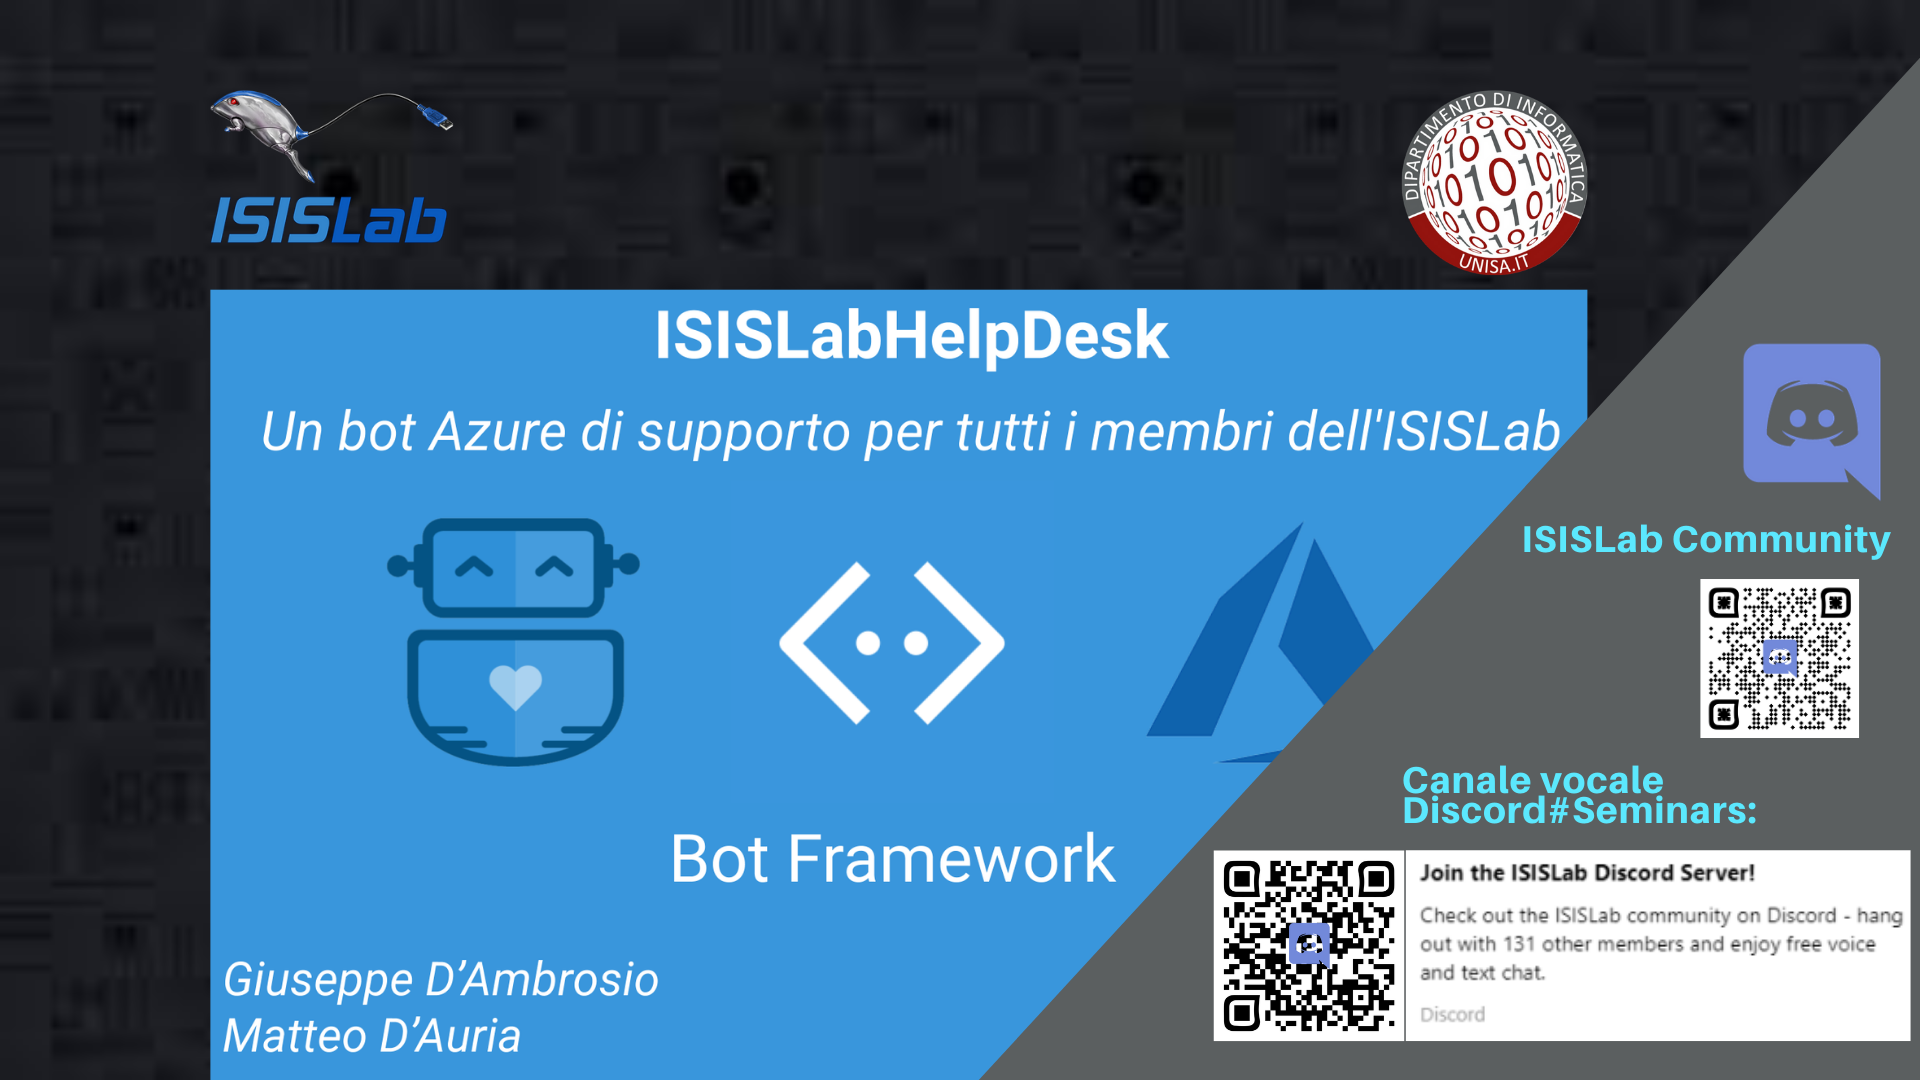 ISISLab
DIPARTIMENTO DI INFORMATICA
UNISA.IT
ISISLabHelpDesk
Un bot Azure di supporto per tutti i membri dell'ISISLab
Bot Framework
Giuseppe D’Ambrosio
Matteo D’Auria
ISISLab Community
Canale vocale
Discord#Seminars:
Join the ISISLab Discord Server!
Check out the ISISLab community on Discord - hang
out with 131 other members and enjoy free voice
and text chat.
Discord